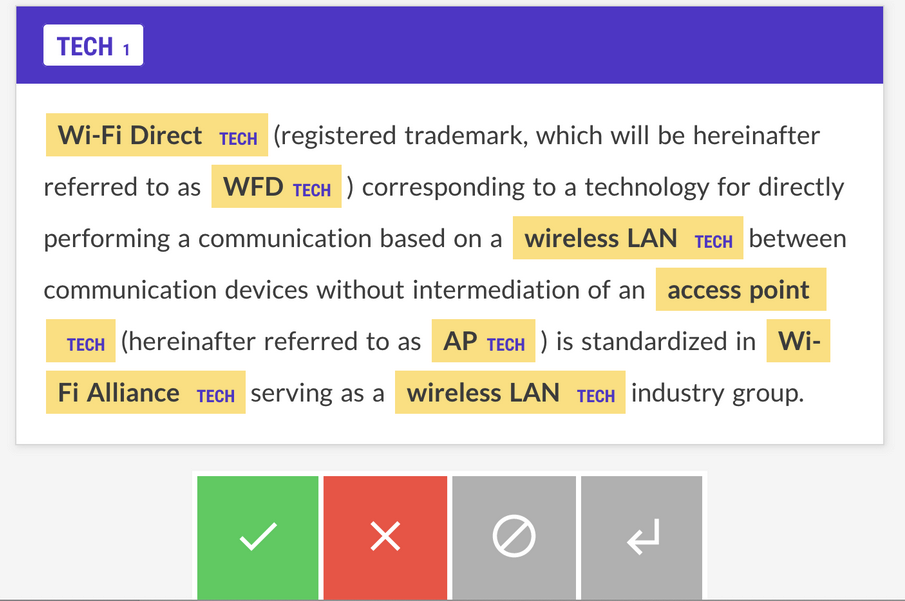 TECH 1
Wi-Fi Direct TECH (registered trademark, which will be hereinafter
referred to as WFD TECH ) corresponding to a technology for directly
performing a communication based on a wireless LAN TECH between
communication devices without intermediation of an access point
TECH (hereinafter referred to as AP TECH ) is standardized in Wi-
Fi Alliance TECH serving as a wireless LAN TECH industry group.